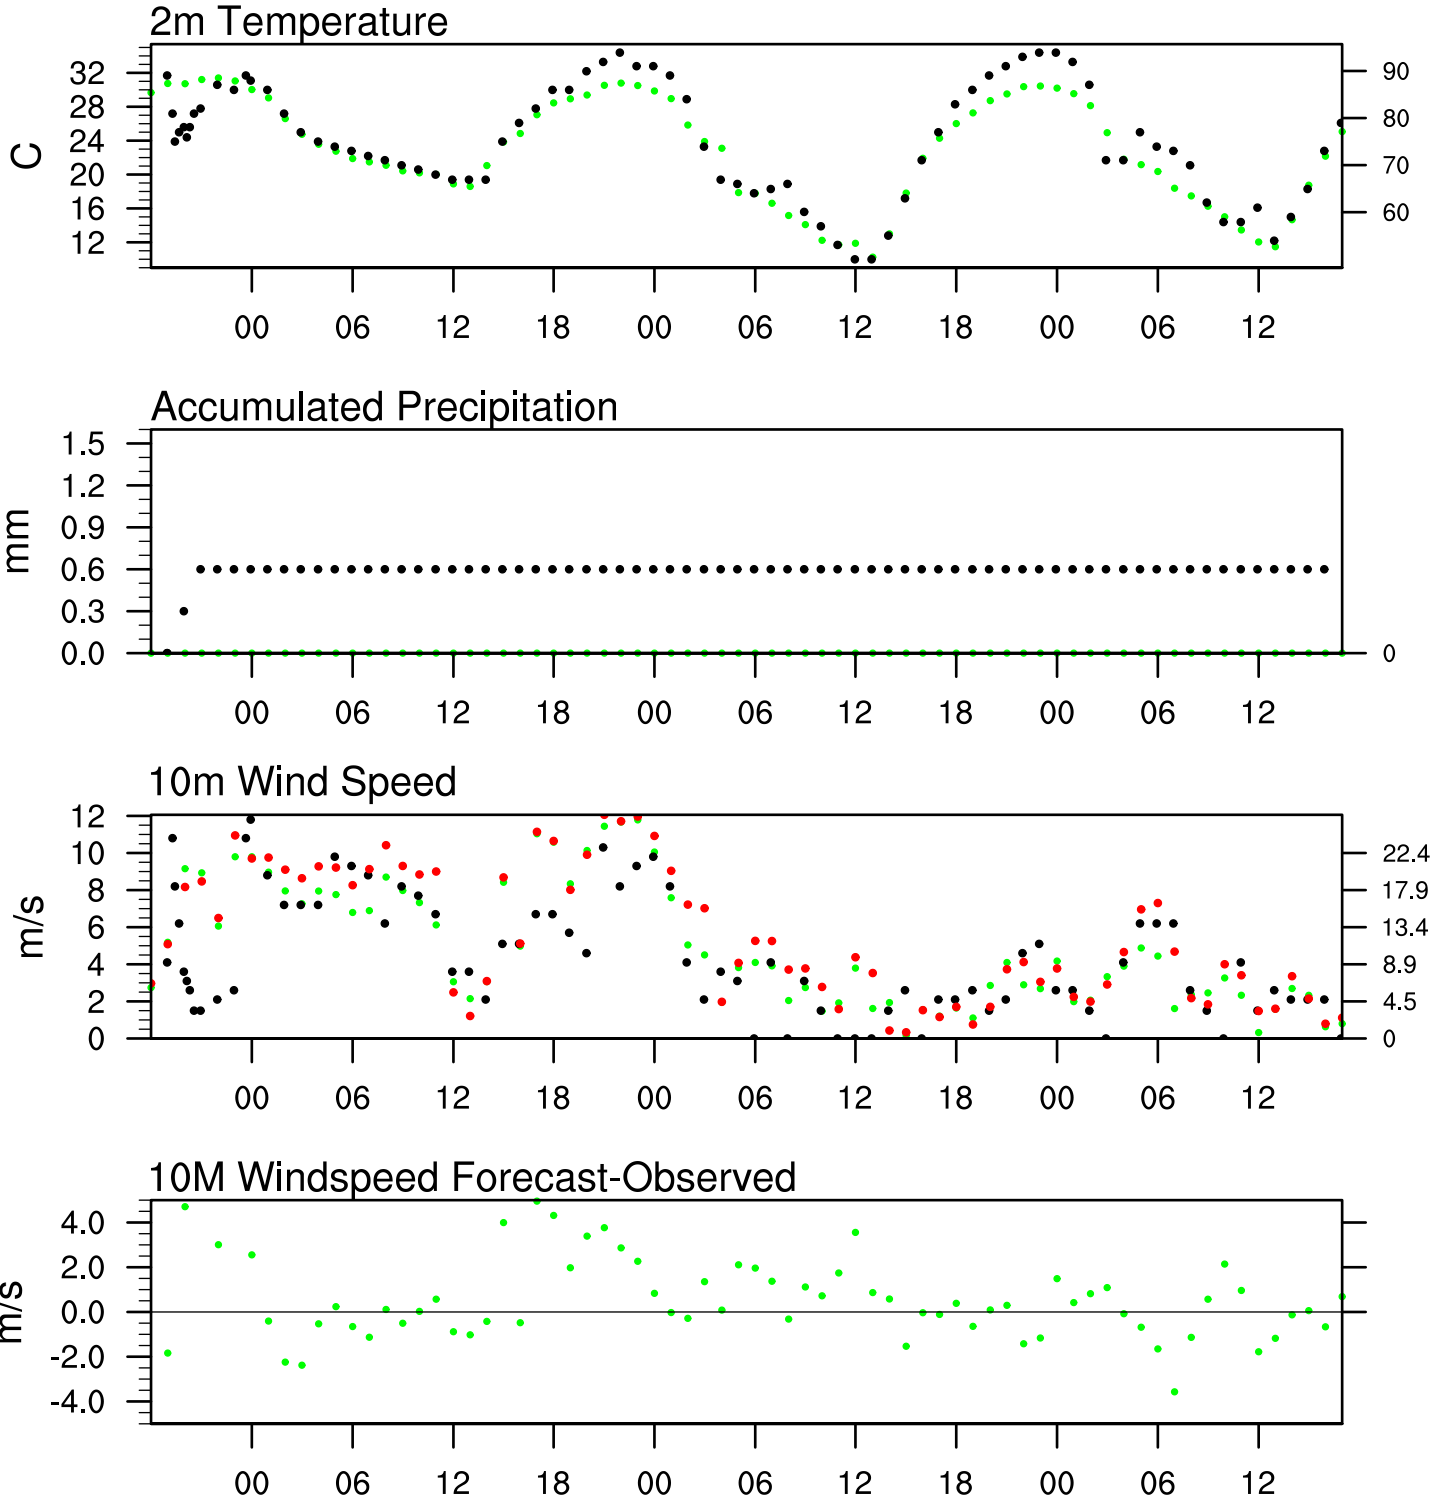 2m Temperature
32
28
24
20
16
12
C
90
80
70
60
00 06 12 18 00 06 12 18 00 06 12
Accumulated Precipitation
1.5
1.2
0.9
0.6
0.3
0.0
mm
0
00 06 12 18 00 06 12 18 00 06 12
10m Wind Speed
12
10
8
6
4
2
0
m/s
22.4
17.9
13.4
8.9
4.5
0
00 06 12 18 00 06 12 18 00 06 12
10M Windspeed Forecast-Observed
4.0
2.0
0.0
-2.0
-4.0
m/s
00 06 12 18 00 06 12 18 00 06 12